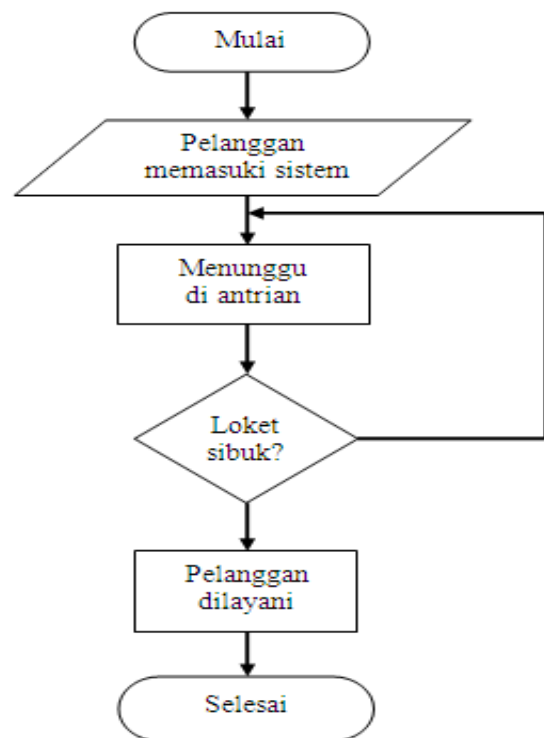 Mulai
Pelanggan
memasuki sistem
Menunggu
di antrian
Loket
sibuk?
Pelanggan
dilayani
Selesai